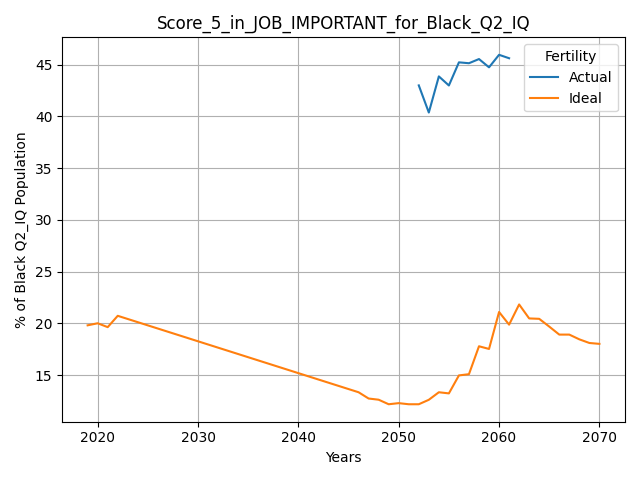 Score_5_in_JOB_IMPORTANT_for_Black_Q2_IQ
Fertility
Actual
Ideal
% of Black Q2_IQ Population
45
40
35
30
25
20
15
2020 2030 2040 2050 2060 2070
Years